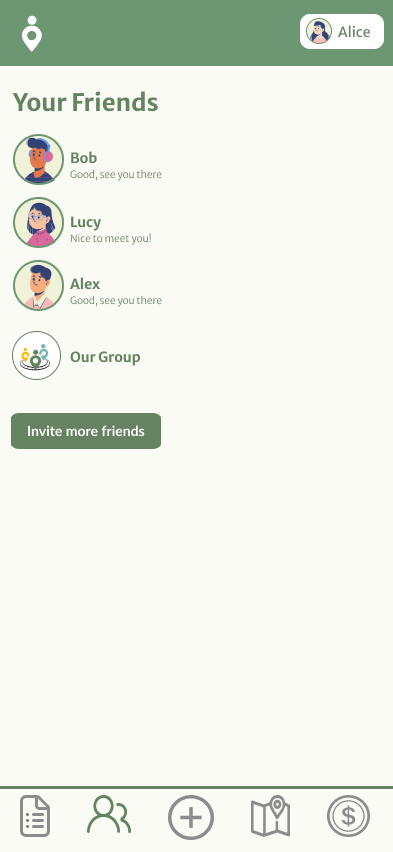 Alice
Your Friends
Bob
Good, see you there
Lucy
Nice to meet you!
Alex
Good, see you there
Our Group
Invite more friends
$